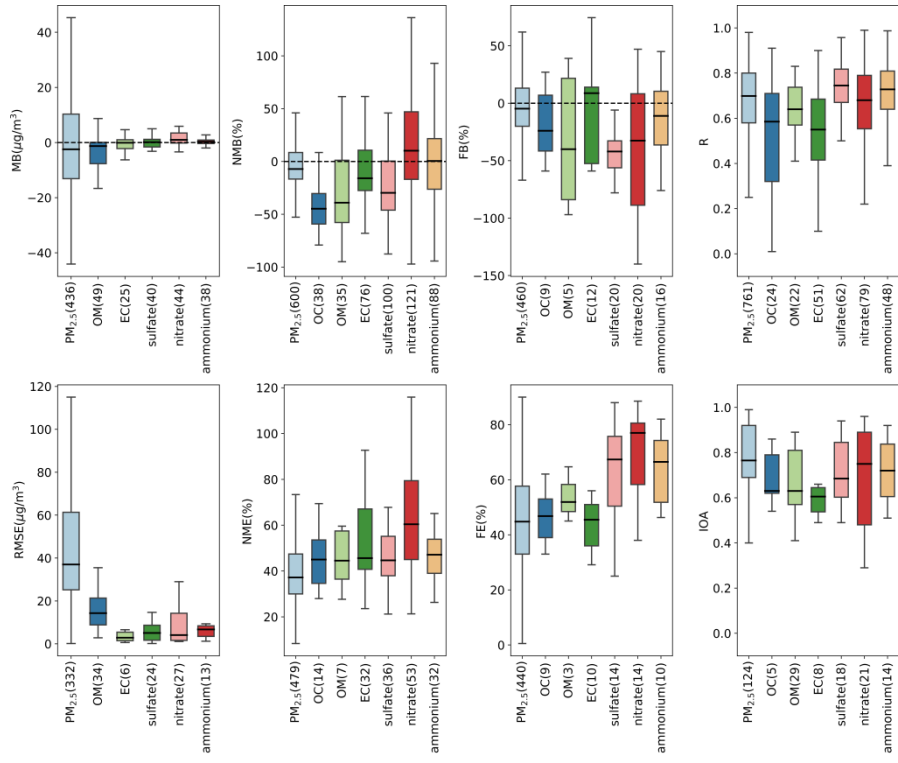 MB(μg/m³)
40
20
0
−20
−40
PM₂.₅(436)
OM(49)
EC(25)
sulfate(40)
nitrate(44)
ammonium(38)
NMB(%)
100
50
0
−50
−100
PM₂.₅(600)
OC(38)
OM(35)
EC(76)
sulfate(100)
nitrate(121)
ammonium(88)
FB(%)
50
0
−50
−100
−150
PM₂.₅(460)
OC(9)
OM(5)
EC(12)
sulfate(20)
nitrate(20)
ammonium(16)
R
1.0
0.8
0.6
0.4
0.2
0.0
PM₂.₅(761)
OC(24)
OM(22)
EC(51)
sulfate(62)
nitrate(79)
ammonium(48)
RMSE(μg/m³)
120
100
80
60
40
20
0
PM₂.₅(332)
OM(34)
EC(6)
sulfate(24)
nitrate(27)
ammonium(13)
NME(%)
120
100
80
60
40
20
PM₂.₅(479)
OC(14)
OM(7)
EC(32)
sulfate(36)
nitrate(53)
ammonium(32)
FE(%)
80
60
40
20
0
PM₂.₅(440)
OC(9)
OM(3)
EC(10)
sulfate(14)
nitrate(14)
ammonium(10)
IOA
1.0
0.8
0.6
0.4
0.2
0.0
PM₂.₅(124)
OC(5)
OM(29)
EC(8)
sulfate(18)
nitrate(21)
ammonium(14)